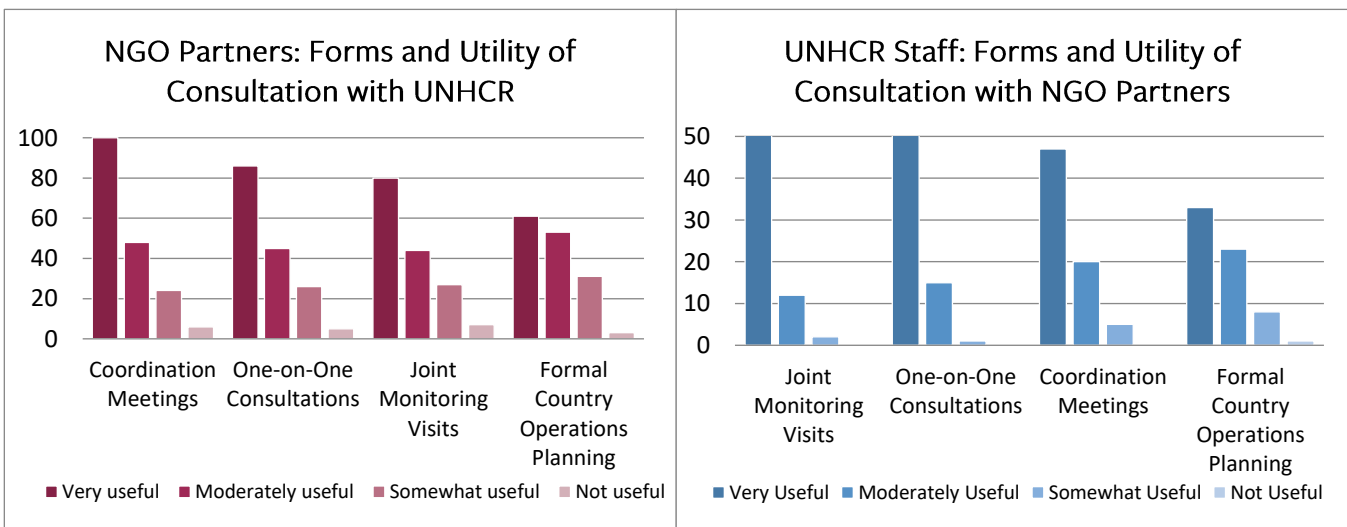 NGO Partners: Forms and Utility of
Consultation with UNHCR
100
80
60
40
20
0
Coordination
Meetings
One-on-One
Consultations
Joint
Monitoring
Visits
Formal
Country
Operations
Planning
Very useful
Moderately useful
Somewhat useful
Not useful
UNHCR Staff: Forms and Utility of
Consultation with NGO Partners
50
40
30
20
10
0
Joint
Monitoring
Visits
One-on-One
Consultations
Coordination
Meetings
Formal
Country
Operations
Planning
Very Useful
Moderately Useful
Somewhat Useful
Not Useful